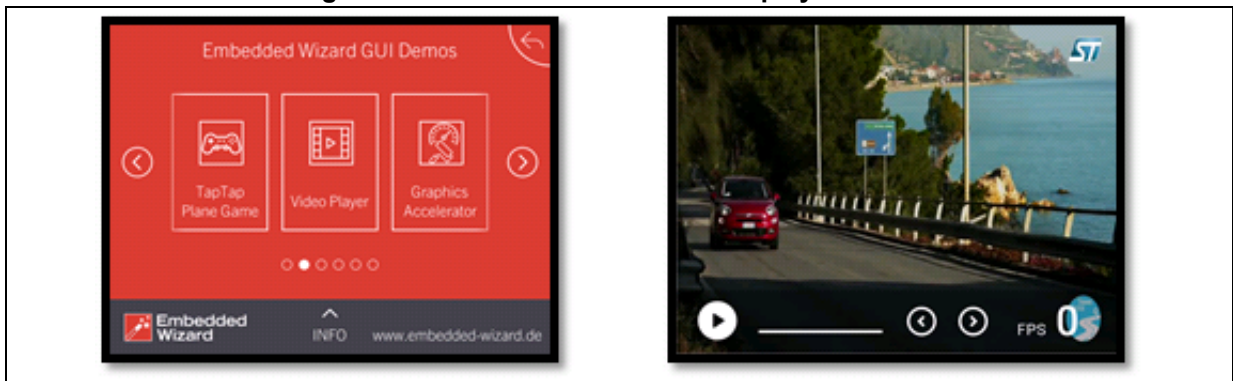 Embedded Wizard GUI Demos
TapTap
Plane Game
Video Player
Graphics
Accelerator
Embedded
Wizard
INFO
www.embedded-wizard.de
ST
FPS 0